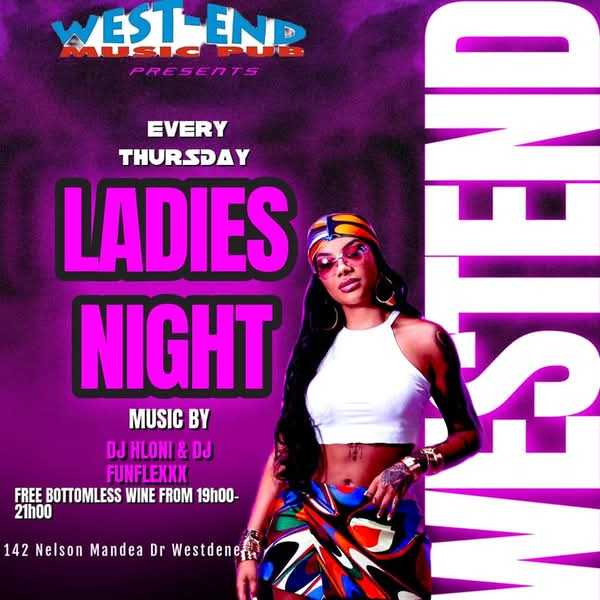 WEST-END
MUSIC PUB
PRESENTS
EVERY
THURSDAY
LADIES
NIGHT
MUSIC BY
DJ HLONI & DJ
FUNFLEXXX
FREE BOTTOMLESS WINE FROM 19h00-
21h00
142 Nelson Mandea Dr Westdene
WESTEND